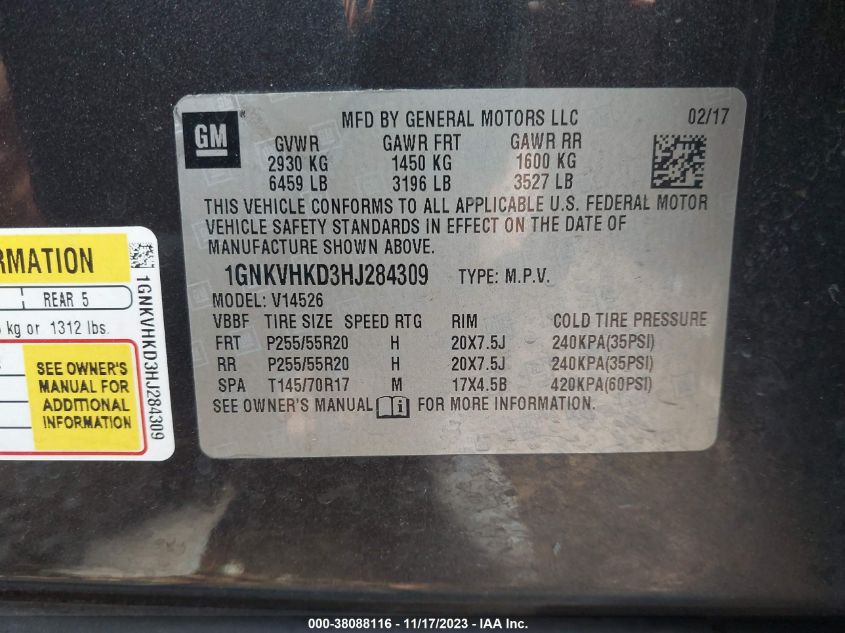 GM
MFD BY GENERAL MOTORS LLC 02/17
GVWR GAWR FRT GAWR RR
2930 KG 1450 KG 1600 KG
6459 LB 3196 LB 3527 LB
THIS VEHICLE CONFORMS TO ALL APPLICABLE U.S. FEDERAL MOTOR
VEHICLE SAFETY STANDARDS IN EFFECT ON THE DATE OF
MANUFACTURE SHOWN ABOVE.
1GNKVHKD3HJ284309 TYPE: M.P.V.
MODEL: V14526
VBBF TIRE SIZE SPEED RTG RIM COLD TIRE PRESSURE
FRT P255/55R20 H 20X7.5J 240KPA(35PSI)
RR P255/55R20 H 20X7.5J 240KPA(35PSI)
SPA T145/70R17 M 17X4.5B 420KPA(60PSI)
SEE OWNER'S MANUAL FOR MORE INFORMATION.
RMATION
REAR 5
kg or 1312 lbs.
SEE OWNER'S
MANUAL FOR
ADDITIONAL
INFORMATION
1GNKVHKD3HJ284309
000-38088116 - 11/17/2023 - IAA Inc.